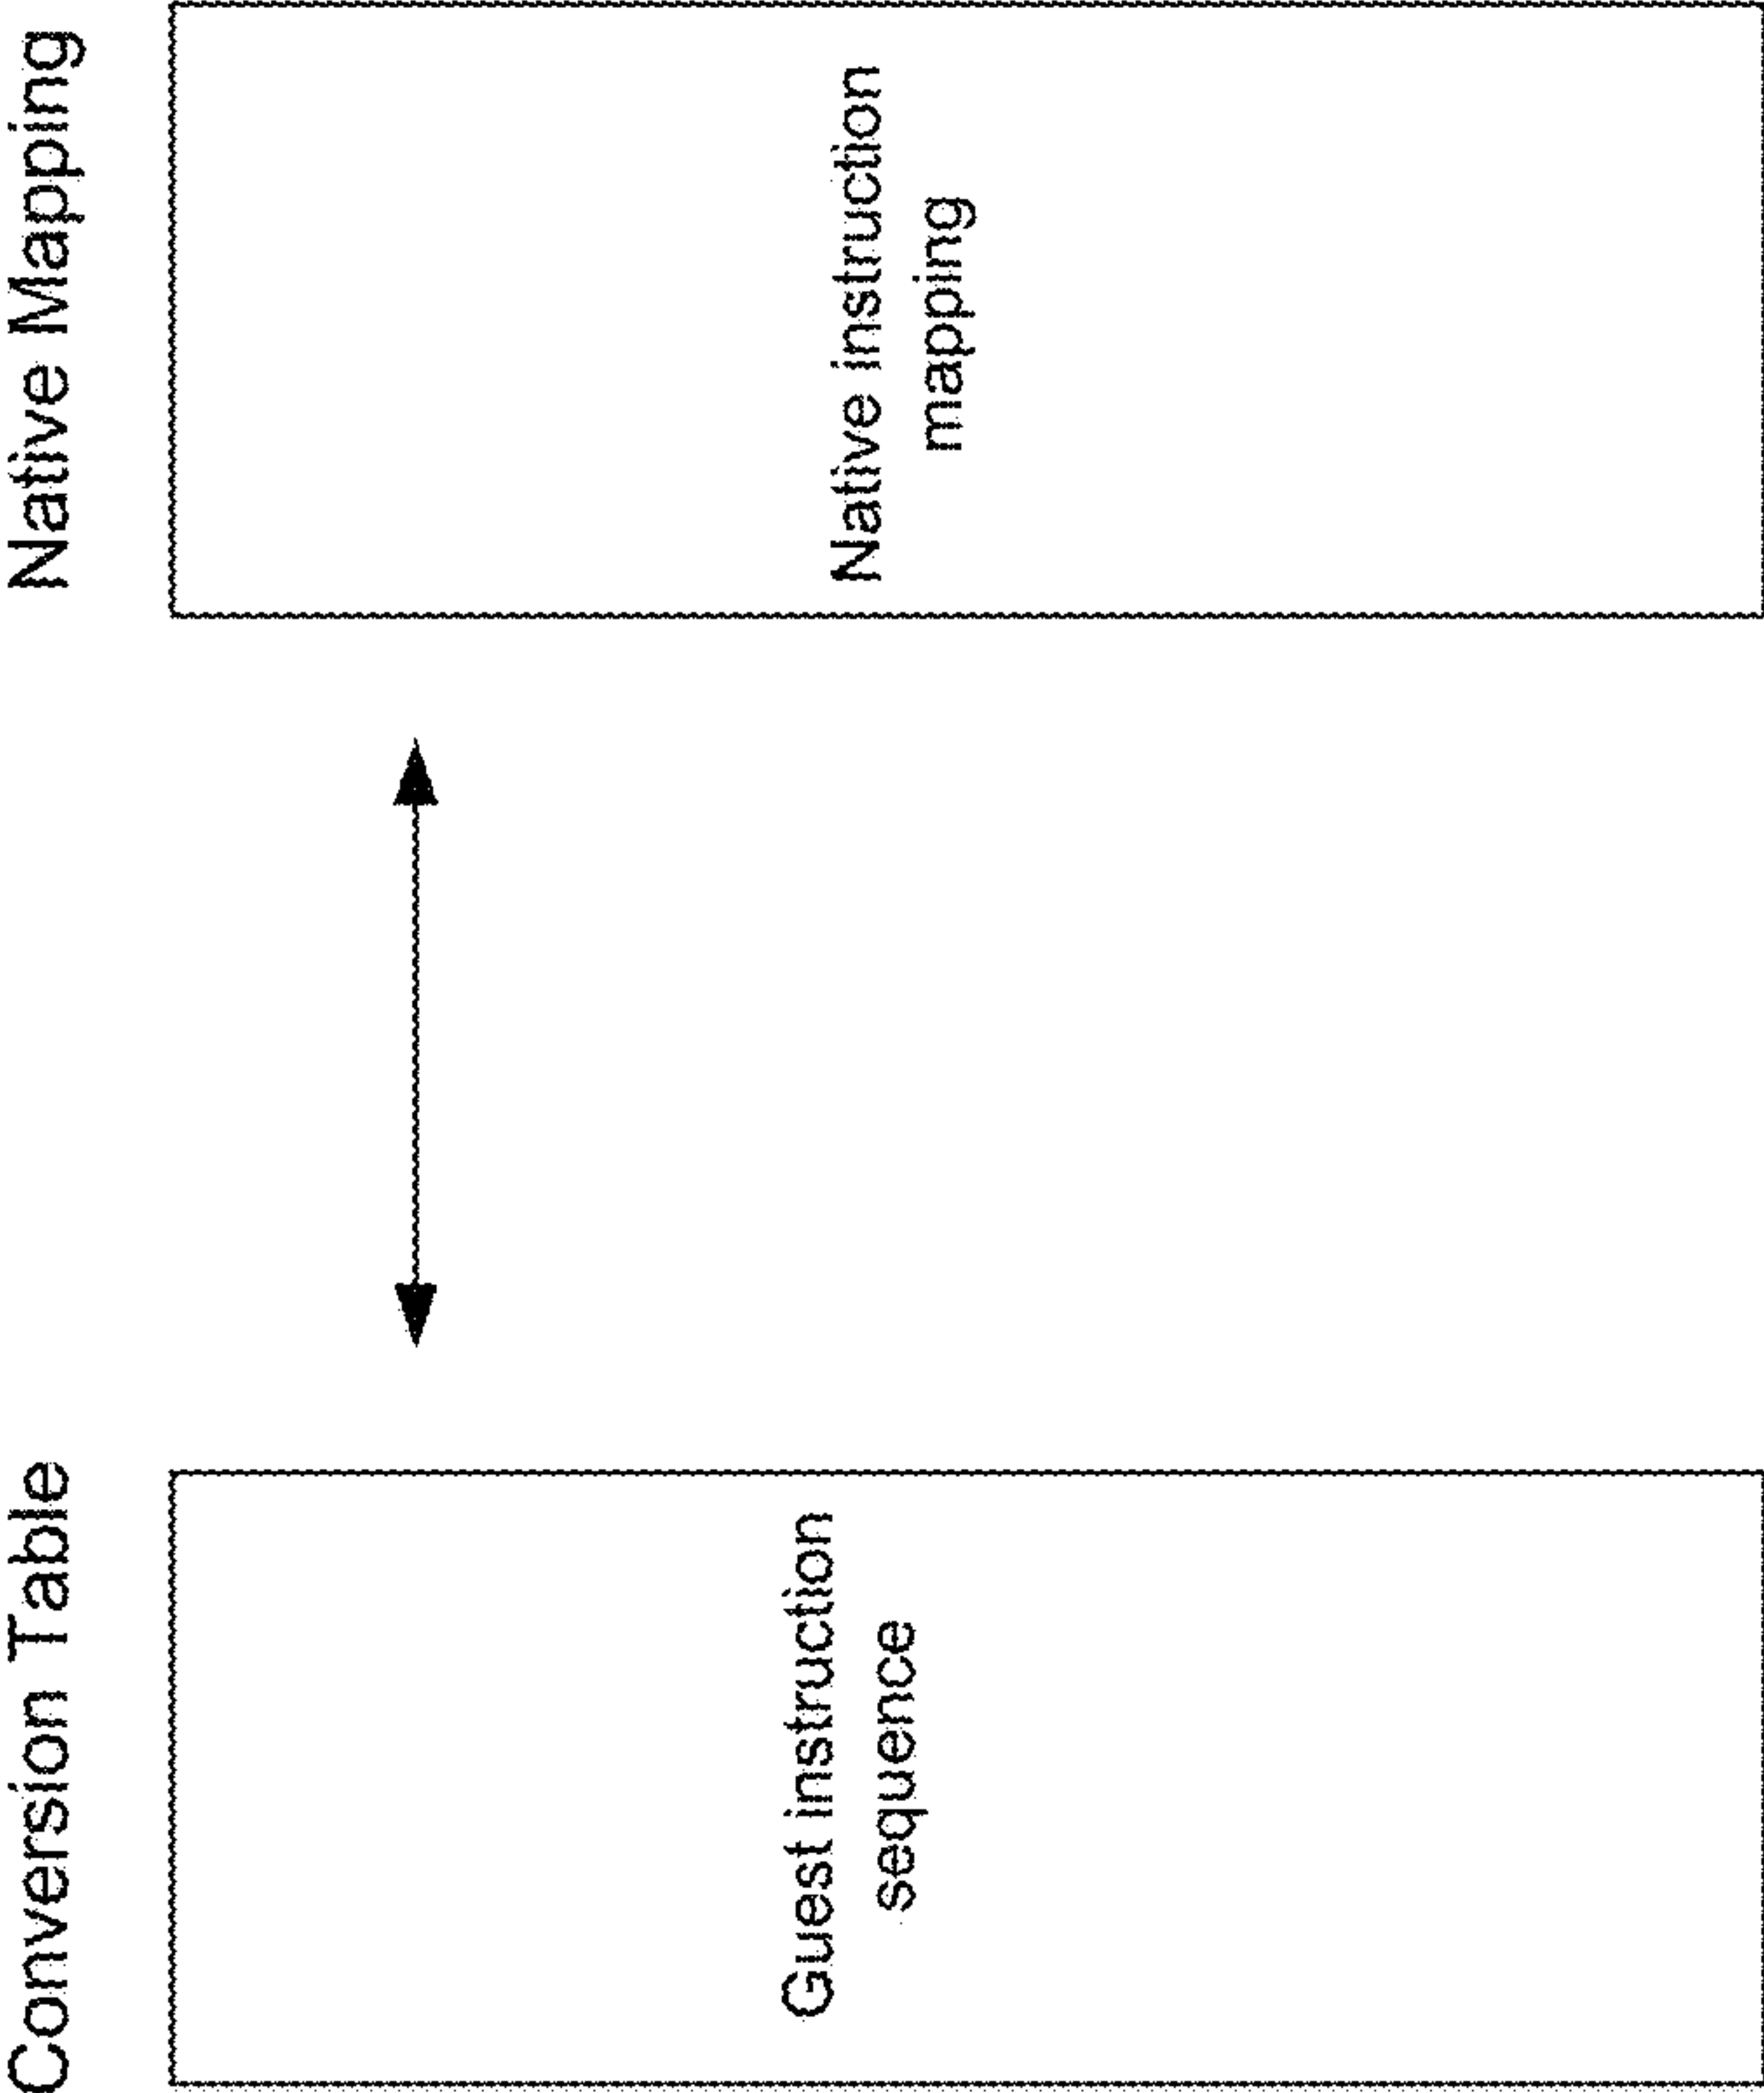 Conversion Table
Guest instruction
sequence
Native Mapping
Native instruction
mapping